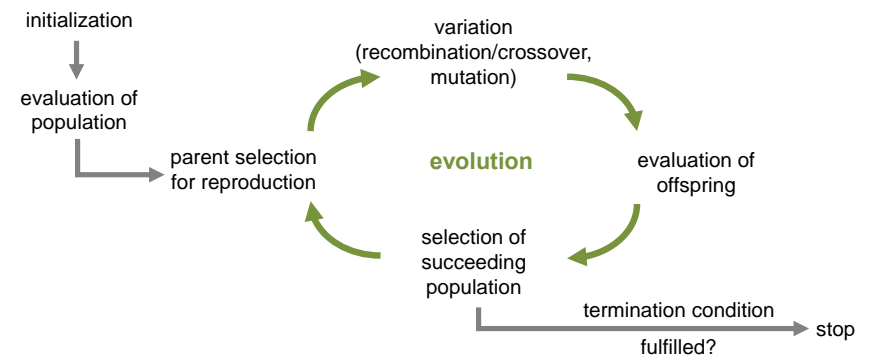 initialization
evaluation of
population
parent selection
for reproduction
variation
(recombination/crossover,
mutation)
evolution
evaluation of
offspring
selection of
succeeding
population
termination condition
fulfilled?
stop